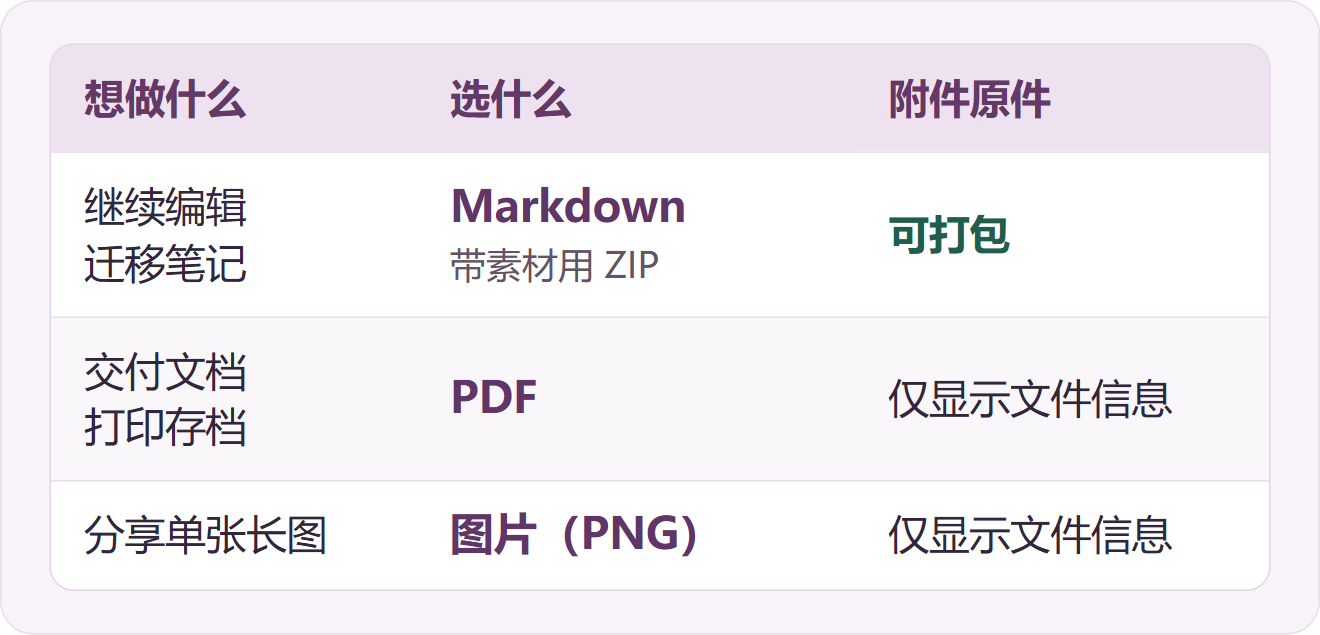 想做什么 选什么 附件原件
继续编辑
迁移笔记
Markdown
带素材用 ZIP
可打包
交付文档
打印存档
PDF
仅显示文件信息
分享单张长图 图片（PNG） 仅显示文件信息